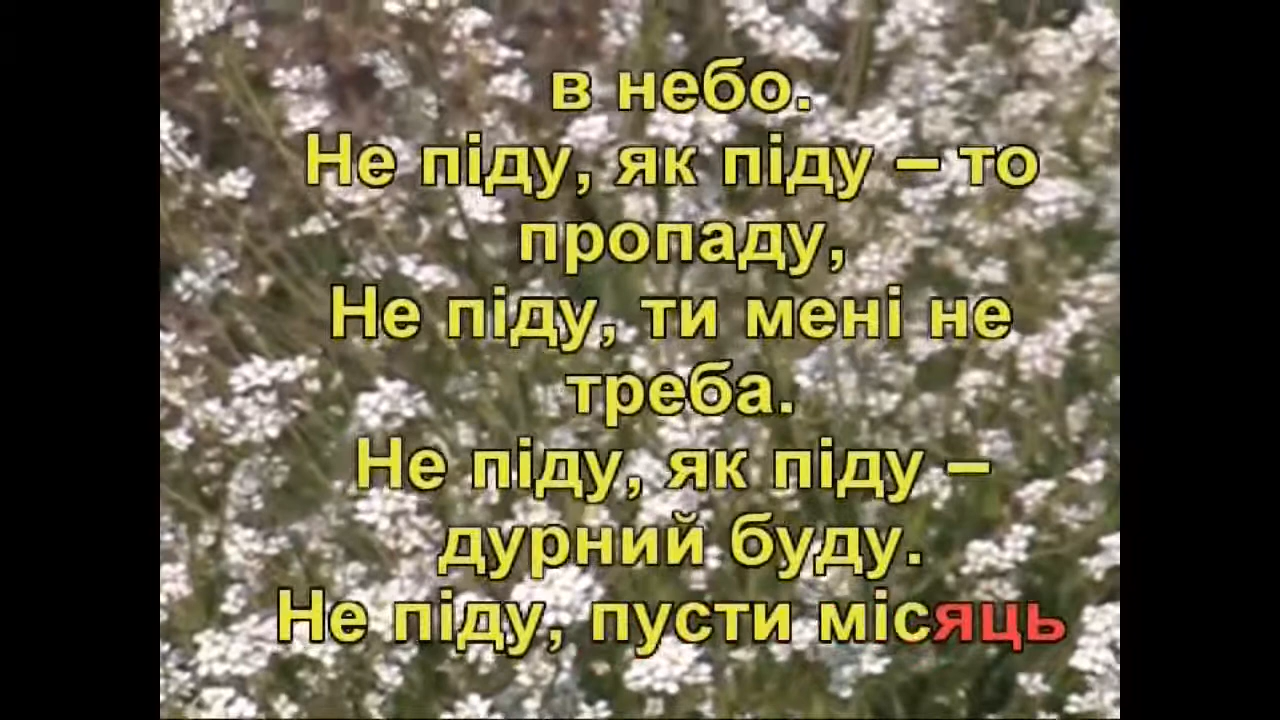 в небо.
Не піду, як піду – то
пропаду,
Не піду, ти мені не
треба.
Не піду, як піду –
дурний буду.
Не піду, пусти місяць